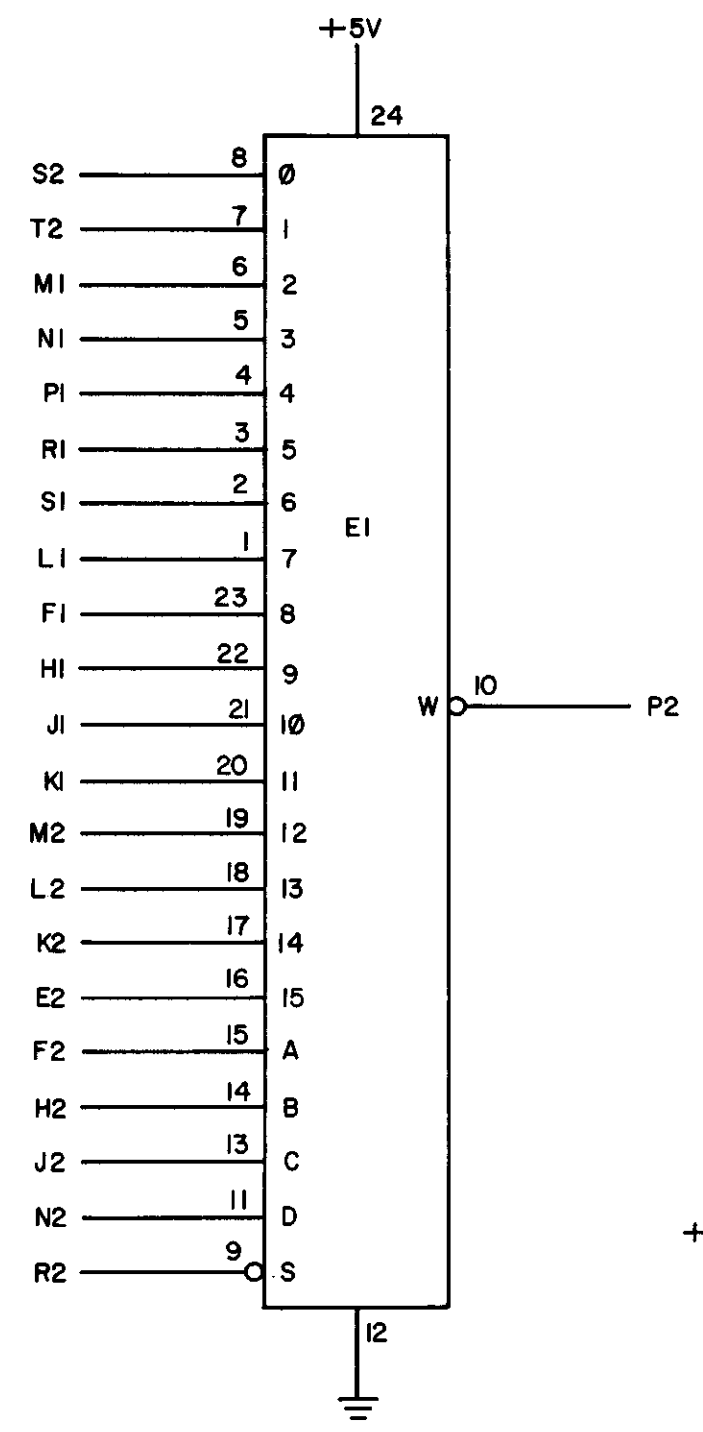 +5V
24
S2 8 Ø
T2 7 1
M1 6 2
N1 5 3
P1 4 4
R1 3 5
S1 2 6
E1
L1 1 7
F1 23 8
H1 22 9
W 10 P2
J1 21 1Ø
K1 20 11
M2 19 12
L2 18 13
K2 17 14
E2 16 15
F2 15 A
H2 14 B
J2 13 C
N2 11 D
+
R2 9 S
12